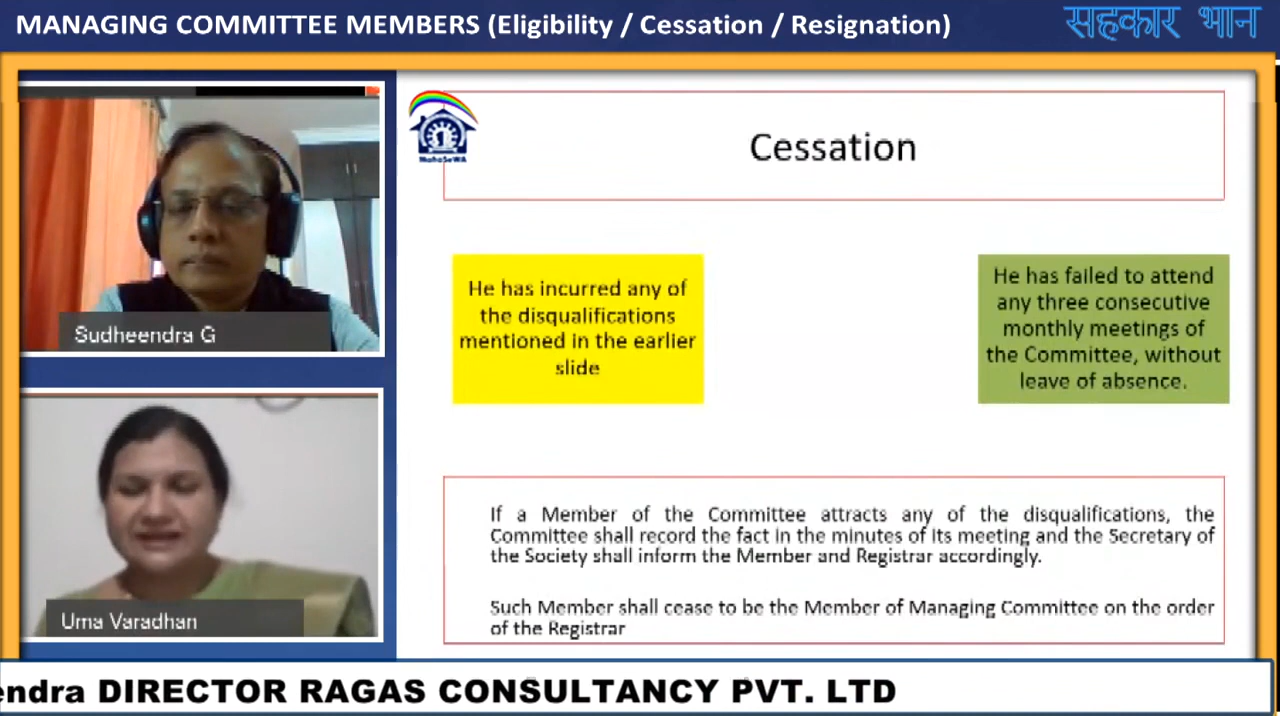 MANAGING COMMITTEE MEMBERS (Eligibility / Cessation / Resignation)
सहकार भान
MahaSeWA
Cessation
He has incurred any of
the disqualifications
mentioned in the earlier
slide
He has failed to attend
any three consecutive
monthly meetings of
the Committee, without
leave of absence.
Sudheendra G
If a Member of the Committee attracts any of the disqualifications, the
Committee shall record the fact in the minutes of its meeting and the Secretary of
the Society shall inform the Member and Registrar accordingly.
Such Member shall cease to be the Member of Managing Committee on the order
of the Registrar
Uma Varadhan
endra DIRECTOR RAGAS CONSULTANCY PVT. LTD